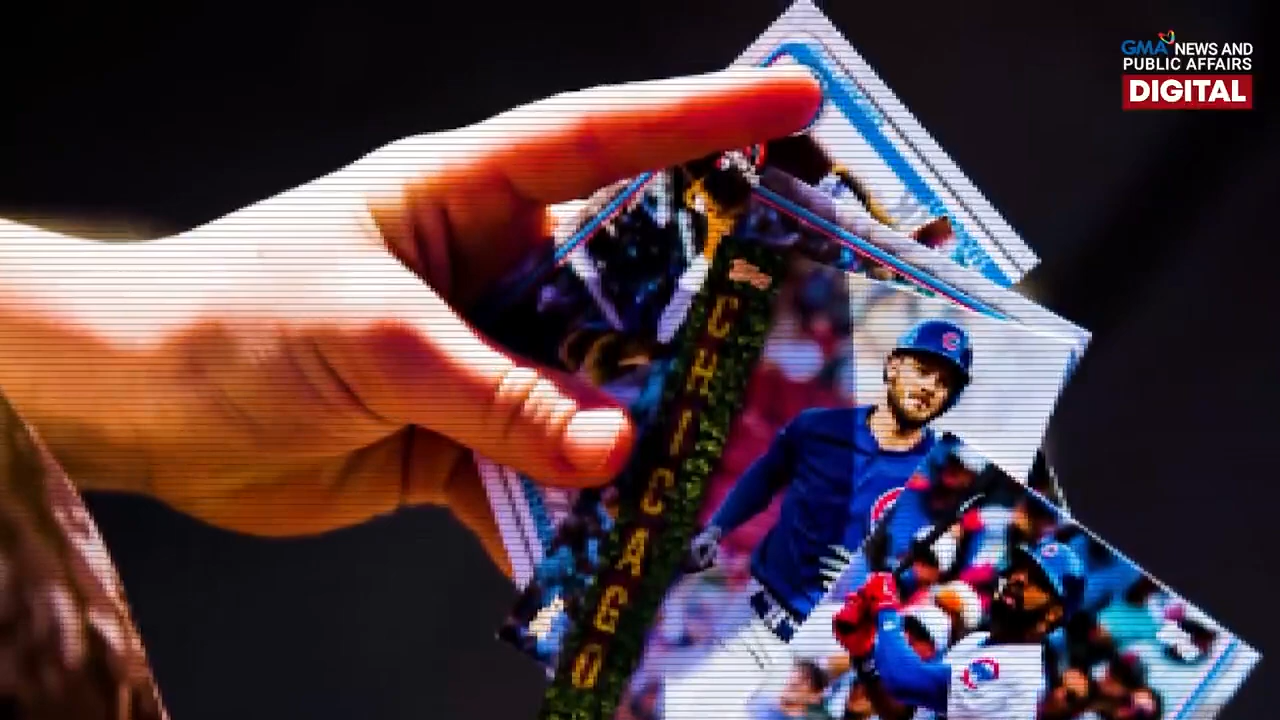 GMA NEWS AND
PUBLIC AFFAIRS
DIGITAL
CHICAGO
C